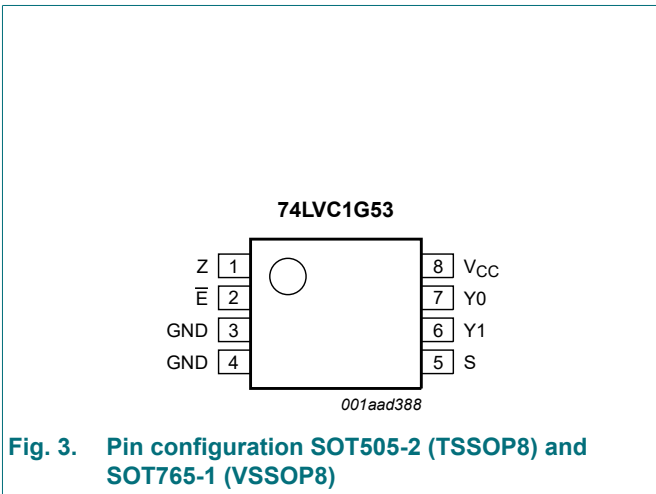 74LVC1G53
Z 1 8 VCC
E̅ 2 7 Y0
GND 3 6 Y1
GND 4 5 S
001aad388
Fig. 3. Pin configuration SOT505-2 (TSSOP8) and
SOT765-1 (VSSOP8)